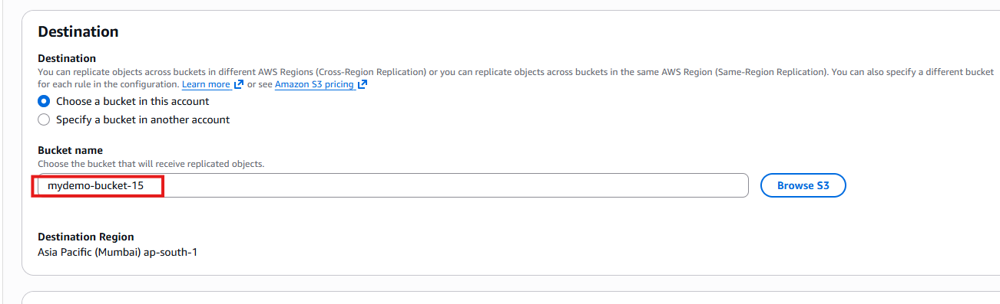 Destination
Destination
You can replicate objects across buckets in different AWS Regions (Cross-Region Replication) or you can replicate objects across buckets in the same AWS Region (Same-Region Replication). You can also specify a different bucket
for each rule in the configuration. Learn more or see Amazon S3 pricing
Choose a bucket in this account
Specify a bucket in another account
Bucket name
Choose the bucket that will receive replicated objects.
mydemo-bucket-15
Browse S3
Destination Region
Asia Pacific (Mumbai) ap-south-1